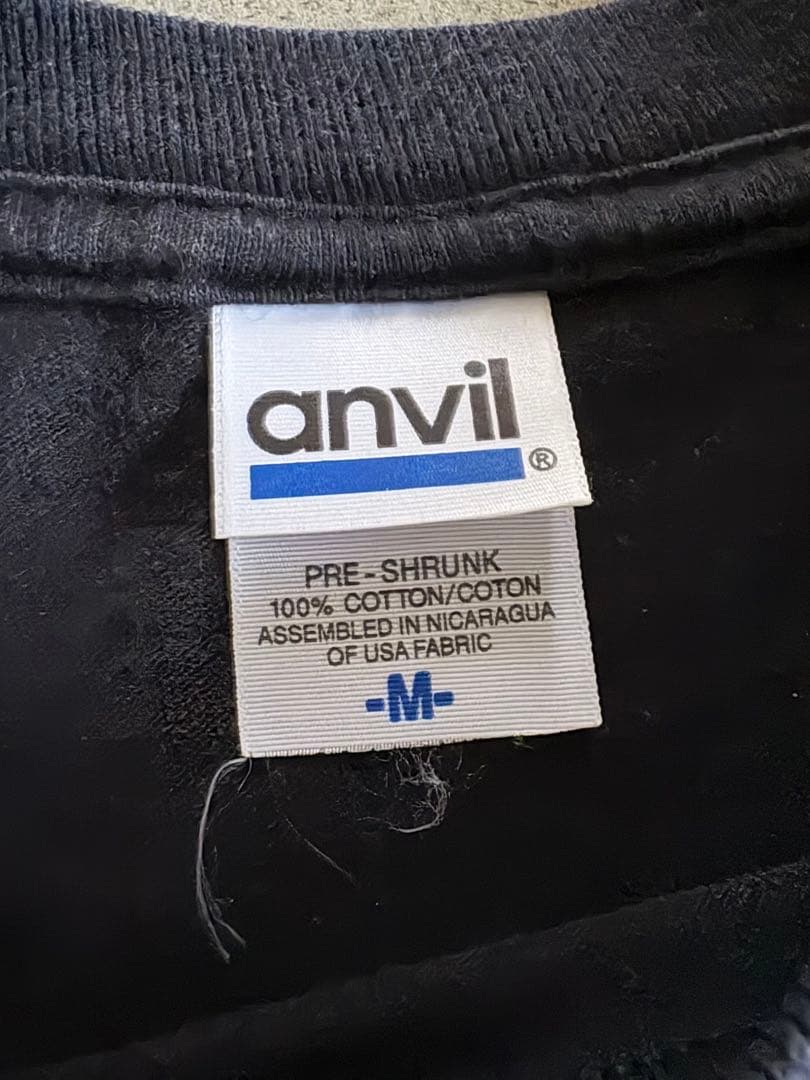 anvil®
PRE-SHRUNK
100% COTTON/COTON
ASSEMBLED IN NICARAGUA
OF USA FABRIC
-M-